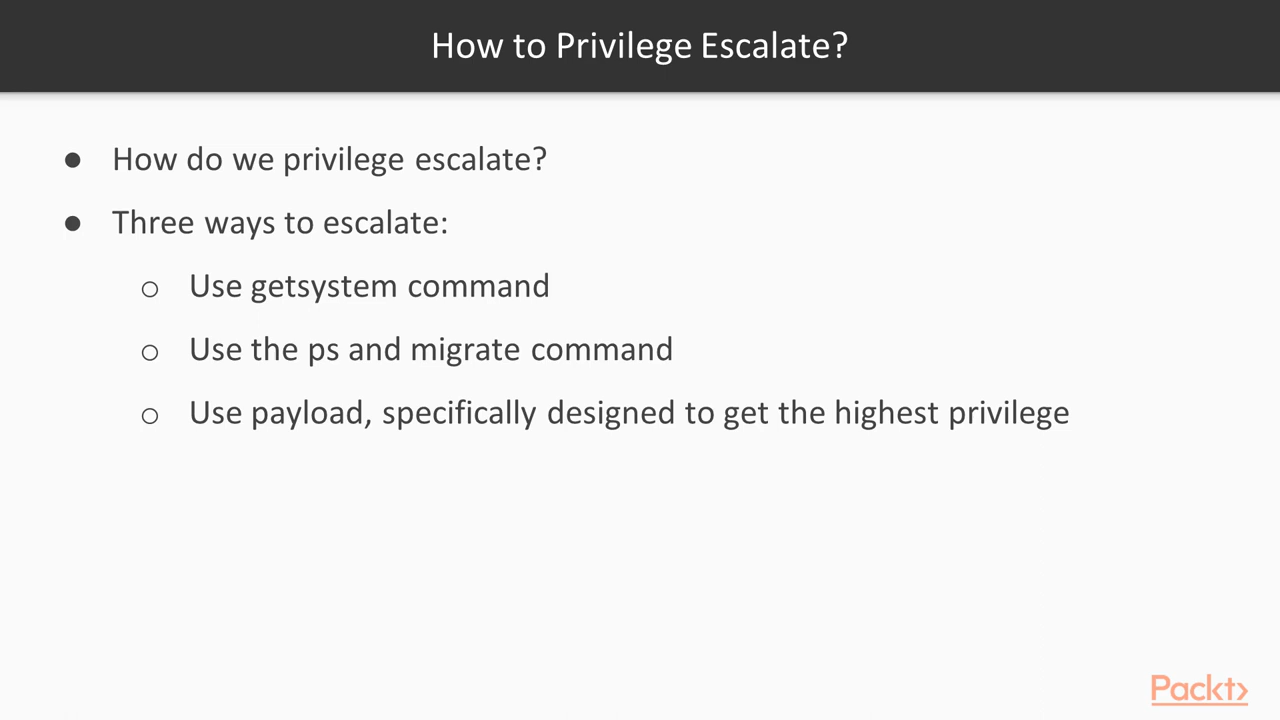 How to Privilege Escalate?
● How do we privilege escalate?
● Three ways to escalate:
○ Use getsystem command
○ Use the ps and migrate command
○ Use payload, specifically designed to get the highest privilege
Packt>